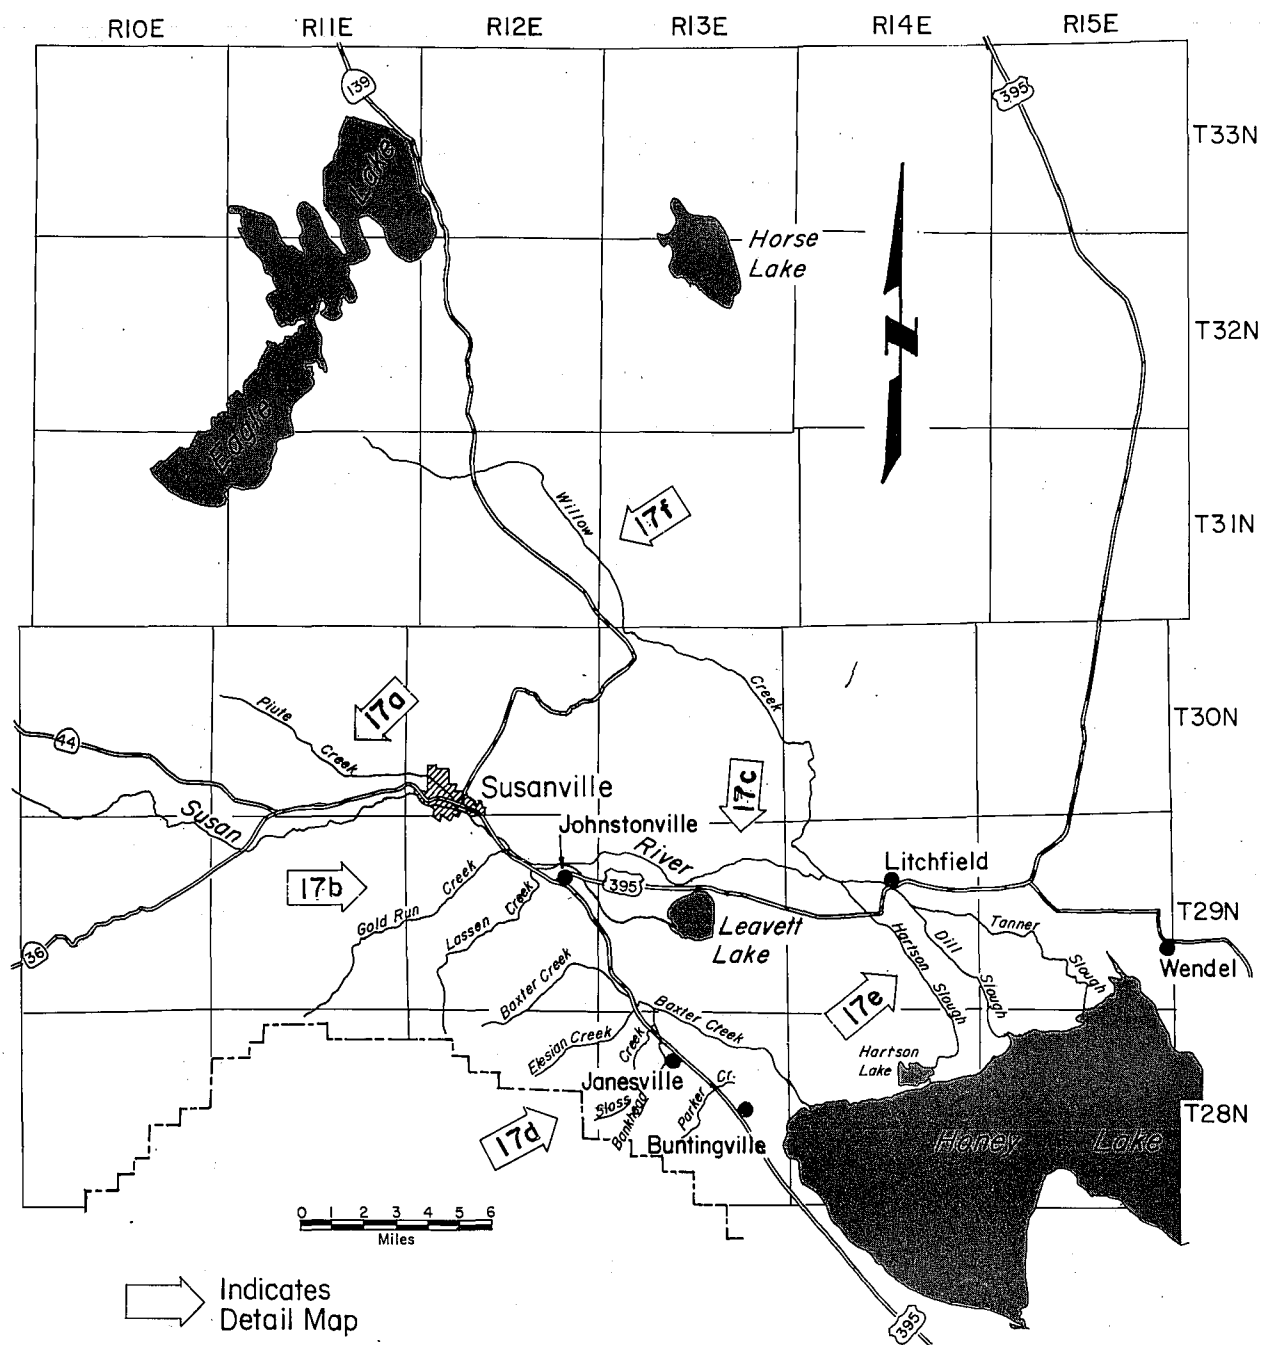 R10E R11E R12E R13E R14E R15E
139
395
T33N
Lake
Horse
Lake
T32N
Eagle
Willow
17f
T31N
Creek
17a
Piute
Creek
T30N
44
Susanville
17c
Susan
Johnstonville
River
Litchfield
17b
Creek
395
Gold Run
Creek
Lassen
Leavett
Lake
Hartson
Slough
Dill
Slough
Tanner
Slough
T29N
36
Wendel
Baxter Creek
17e
Baxter Creek
Elesian Creek
Creek
Hartson
Lake
Janesville
Cr.
Parker
Sloss
Bankhead
T28N
17d
Buntingville
Honey Lake
0 1 2 3 4 5 6
Miles
Indicates
Detail Map
395